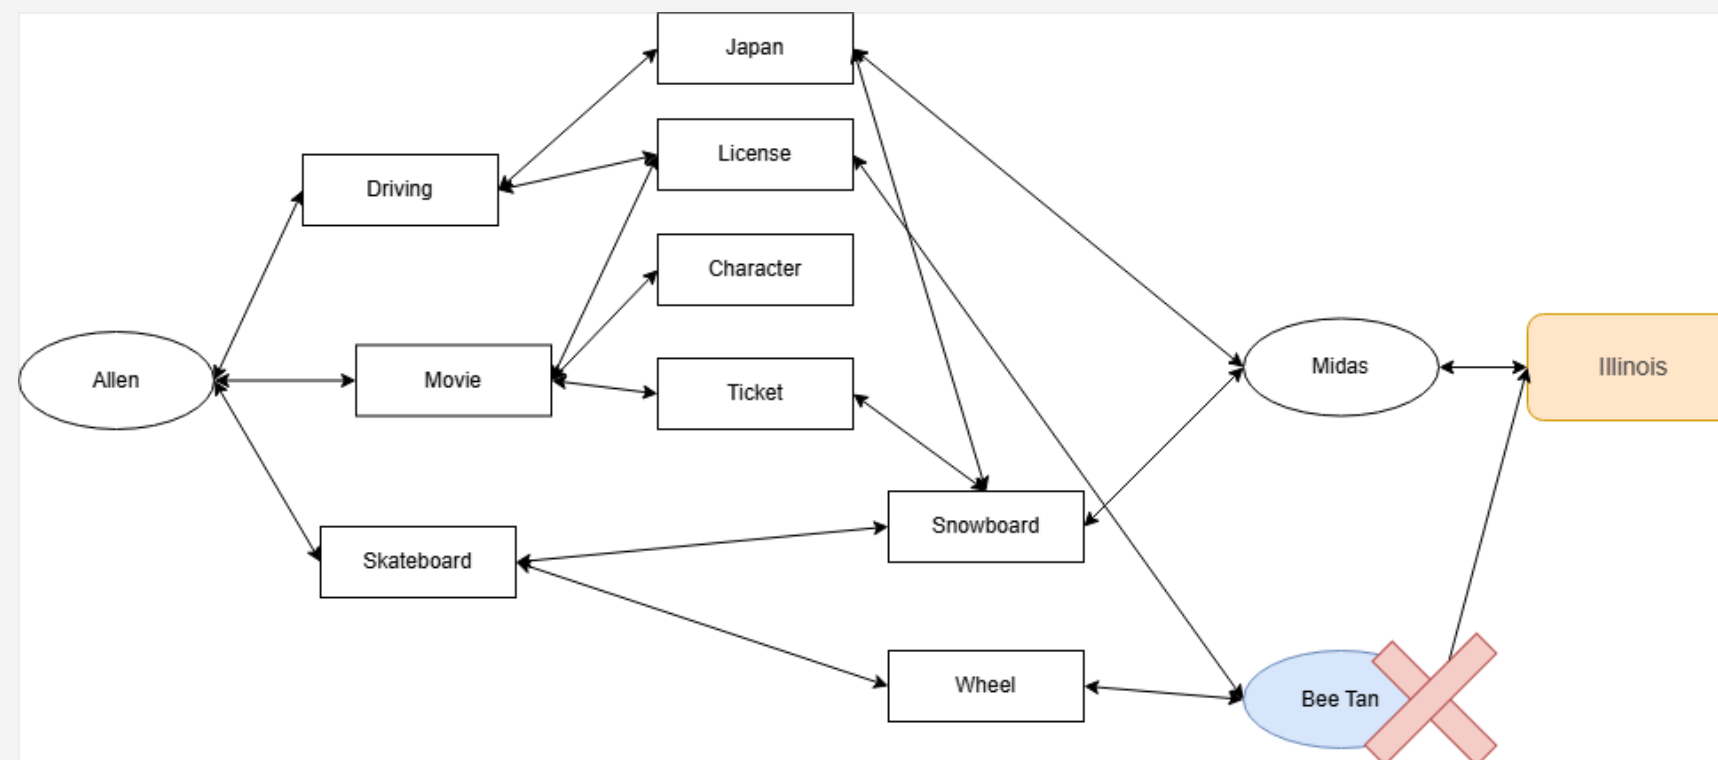 Japan
License
Driving
Character
Allen
Movie
Ticket
Midas
Illinois
Skateboard
Snowboard
Wheel
Bee Tan